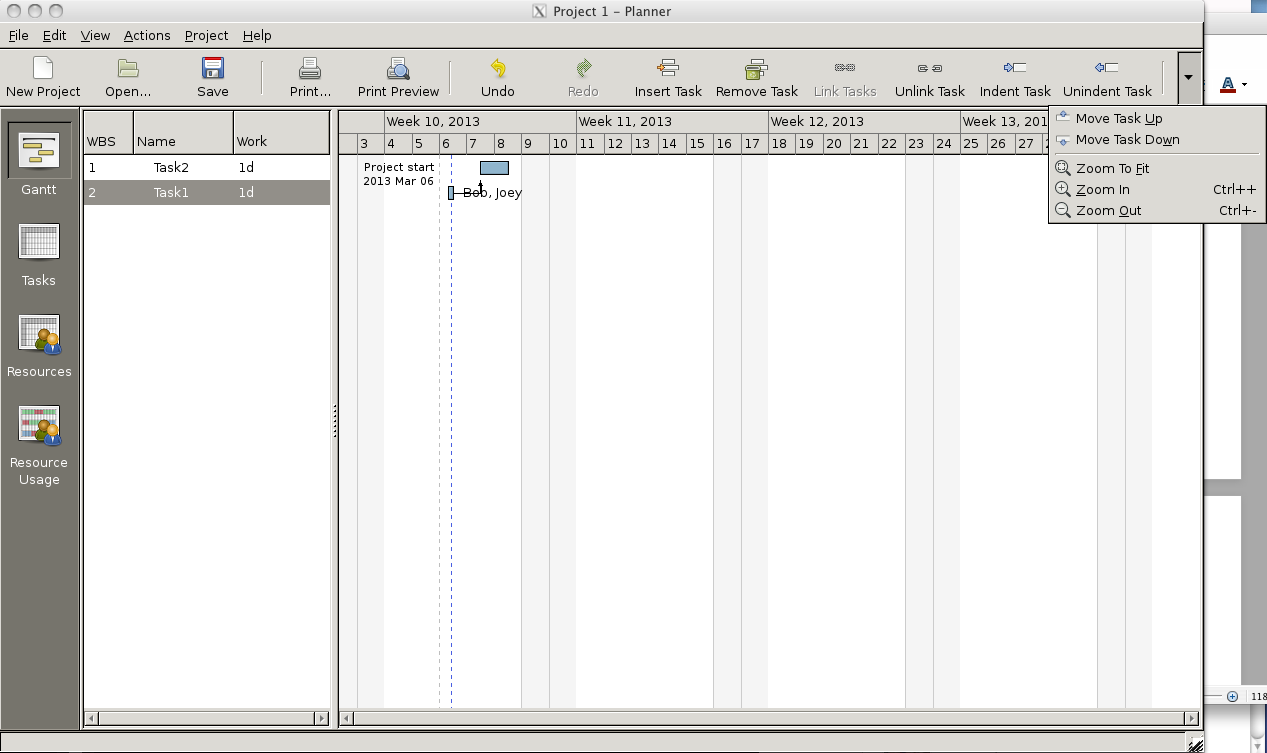 Project 1 – Planner
File Edit View Actions Project Help
New Project Open... Save Print... Print Preview Undo Redo Insert Task Remove Task Link Tasks Unlink Task Indent Task Unindent Task
Move Task Up
Move Task Down
Zoom To Fit
Zoom In Ctrl++
Zoom Out Ctrl+-
Gantt
Tasks
Resources
Resource
Usage
WBS Name Work
1 Task2 1d
2 Task1 1d
Week 10, 2013 Week 11, 2013 Week 12, 2013 Week 13, 201
3 4 5 6 7 8 9 10 11 12 13 14 15 16 17 18 19 20 21 22 23 24 25 26 27
Project start
2013 Mar 06
Bob, Joey
A
118